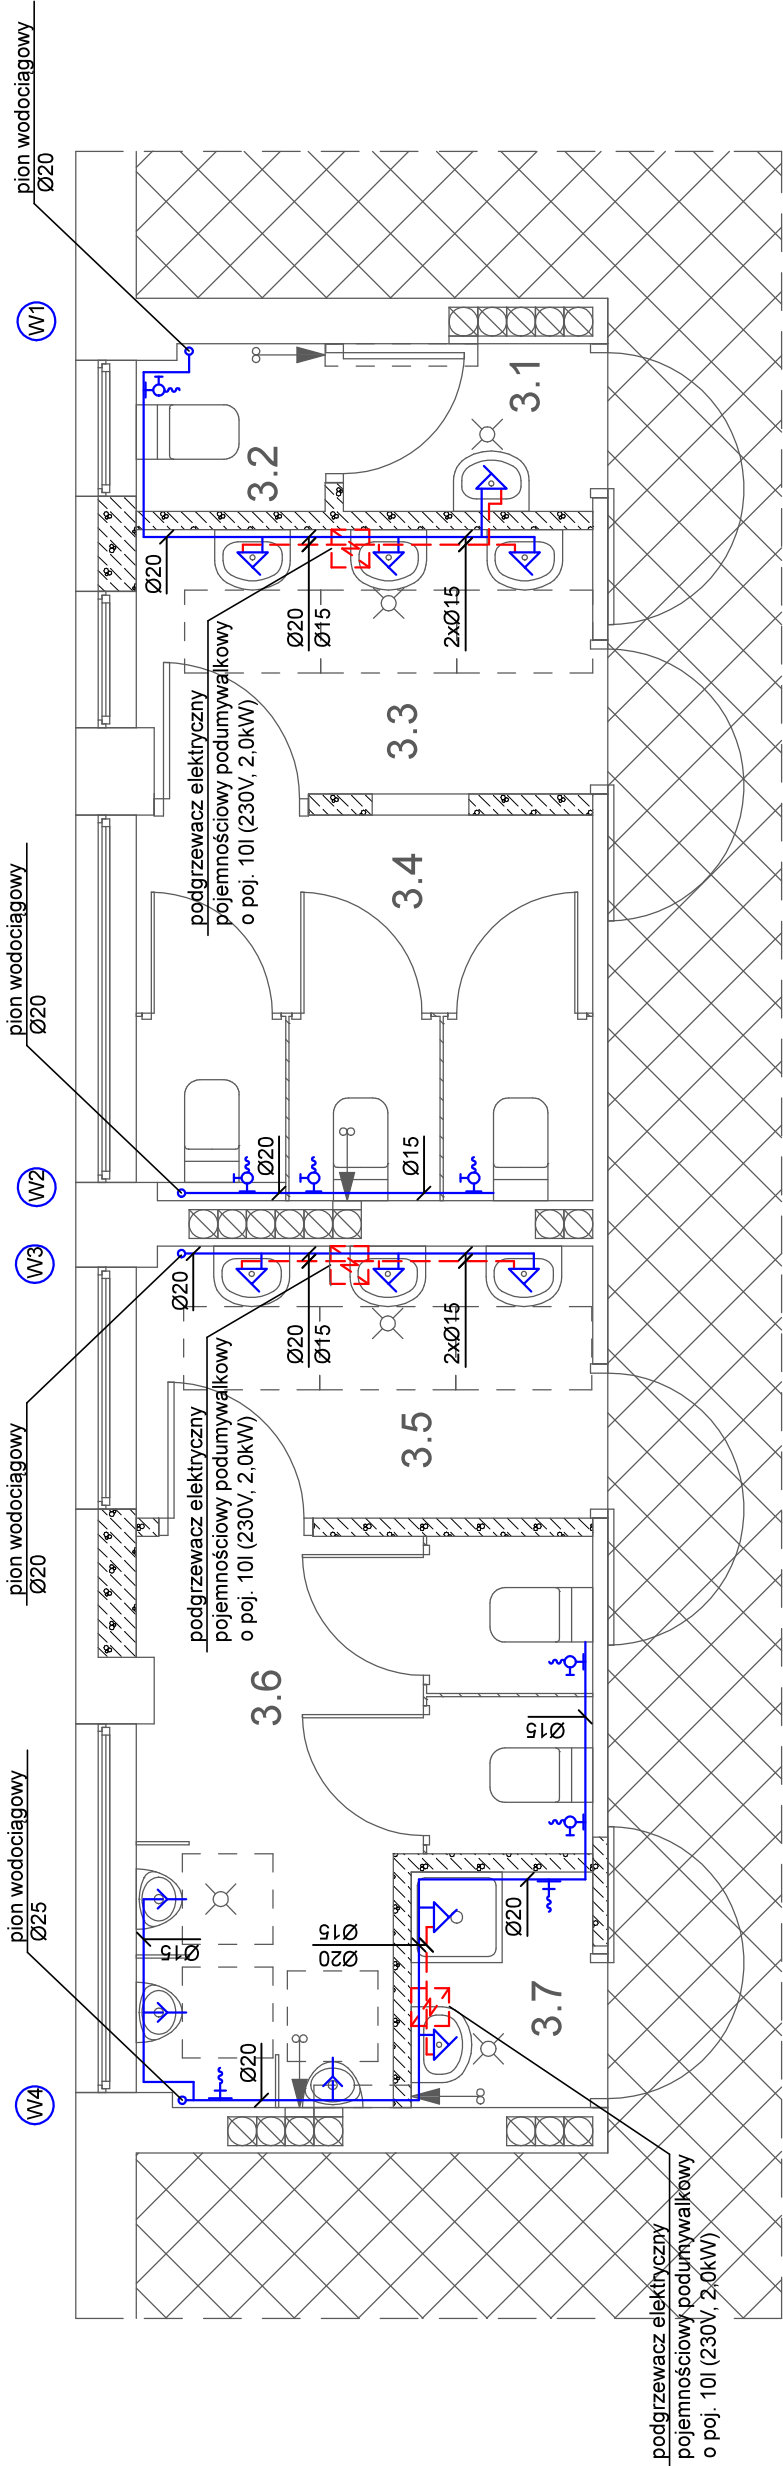 pion wodociągowy
Ø25
pion wodociągowy
Ø20
pion wodociągowy
Ø20
pion wodociągowy
Ø20
W4
W3
W2
W1
Ø15
Ø20
Ø15
Ø20
Ø20
Ø15
3.7
3.6
podgrzewacz elektryczny
pojemnościowy podumywalkowy
o poj. 10l (230V, 2,0kW)
podgrzewacz elektryczny
pojemnościowy podumywalkowy
o poj. 10l (230V, 2,0kW)
Ø20
Ø20
Ø15
2xØ15
3.5
Ø20
Ø15
3.4
podgrzewacz elektryczny
pojemnościowy podumywalkowy
o poj. 10l (230V, 2,0kW)
3.3
Ø20
Ø20
Ø15
2xØ15
3.2
3.1